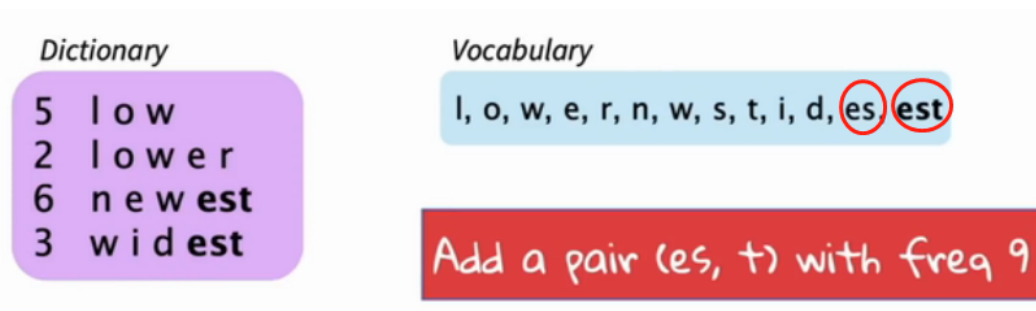 Dictionary
5 l o w
2 l o w e r
6 n e w est
3 w i d est
Vocabulary
l, o, w, e, r, n, w, s, t, i, d, es, est
Add a pair (es, t) with freq 9